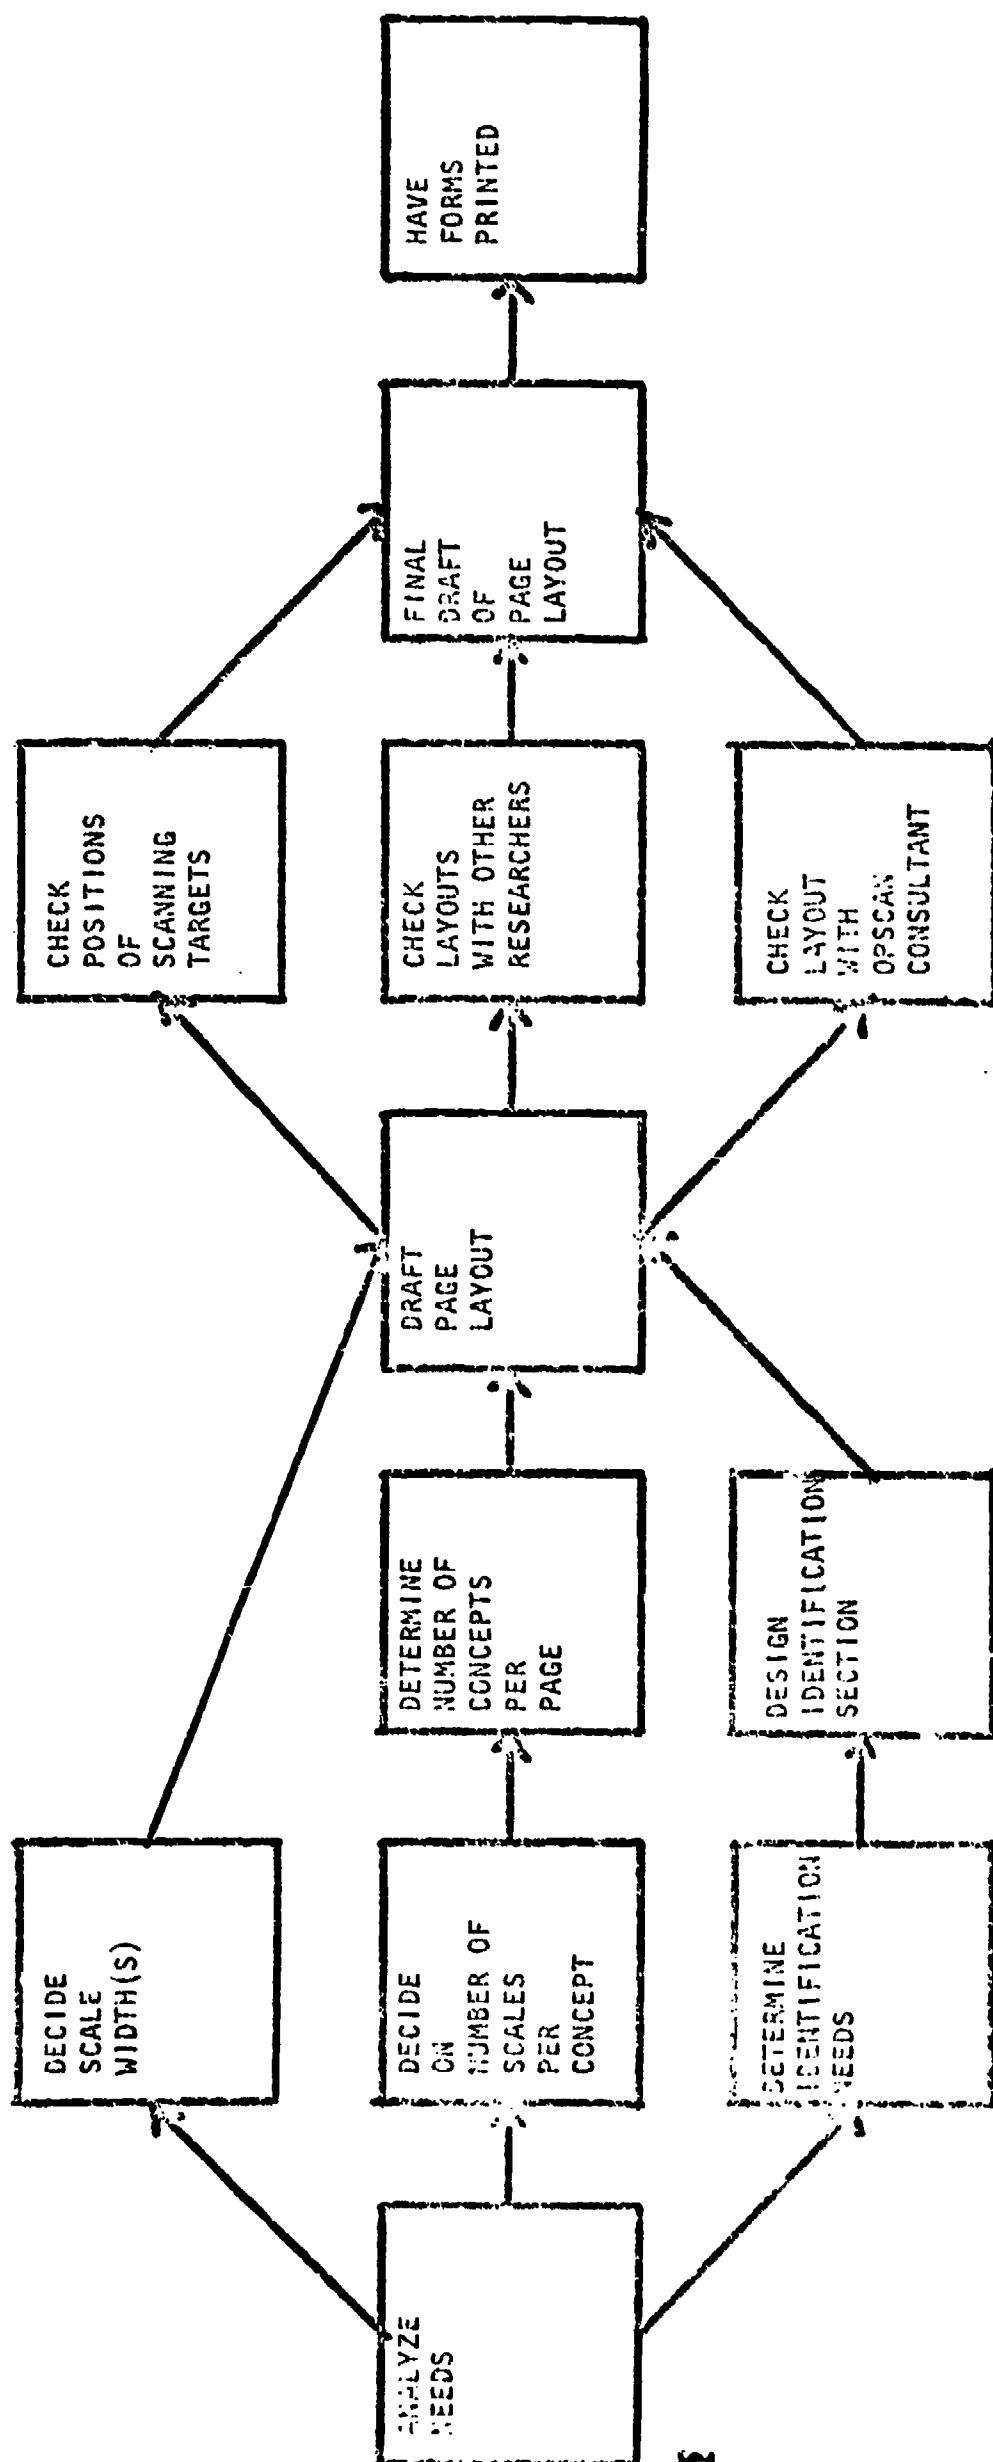 ANALYZE
NEEDS
DECIDE
SCALE
WIDTH(S)
DECIDE
ON
NUMBER OF
SCALES
PER
CONCEPT
DETERMINE
IDENTIFICATION
NEEDS
DETERMINE
NUMBER OF
CONCEPTS
PER
PAGE
DESIGN
IDENTIFICATION
SECTION
DRAFT
PAGE
LAYOUT
CHECK
POSITIONS
OF
SCANNING
TARGETS
CHECK
LAYOUTS
WITH OTHER
RESEARCHERS
CHECK
LAYOUT
WITH
OPSCAN
CONSULTANT
FINAL
DRAFT
OF
PAGE
LAYOUT
HAVE
FORMS
PRINTED